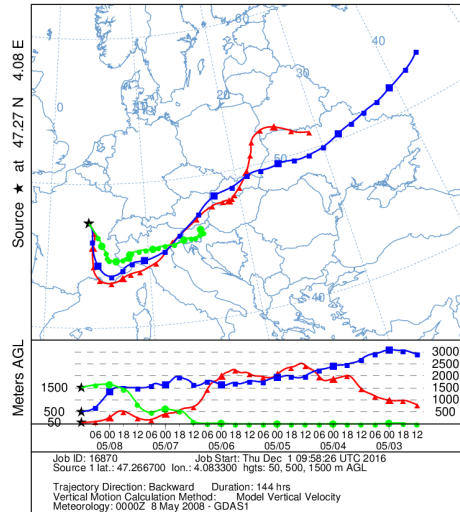 Source ★ at 47.27 N 4.08 E
0
10
20
30
40
50
40
Meters AGL
1500
500
50
3000
2500
2000
1500
1000
500
06 00 18 12 06 00 18 12 06 00 18 12 06 00 18 12 06 00 18 12 06 00 18 12
05/08 05/07 05/06 05/05 05/04 05/03
Job ID: 16870 Job Start: Thu Dec 1 09:58:26 UTC 2016
Source 1 lat.: 47.266700 lon.: 4.083300 hgts: 50, 500, 1500 m AGL
Trajectory Direction: Backward Duration: 144 hrs
Vertical Motion Calculation Method: Model Vertical Velocity
Meteorology: 0000Z 8 May 2008 - GDAS1